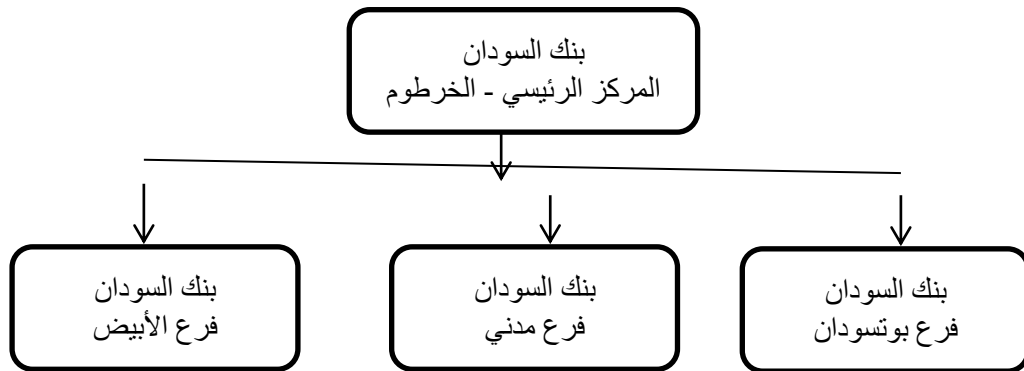 بنك السودان
المركز الرئيسي - الخرطوم
بنك السودان
فرع بوتسودان
بنك السودان
فرع مدني
بنك السودان
فرع الأبيض